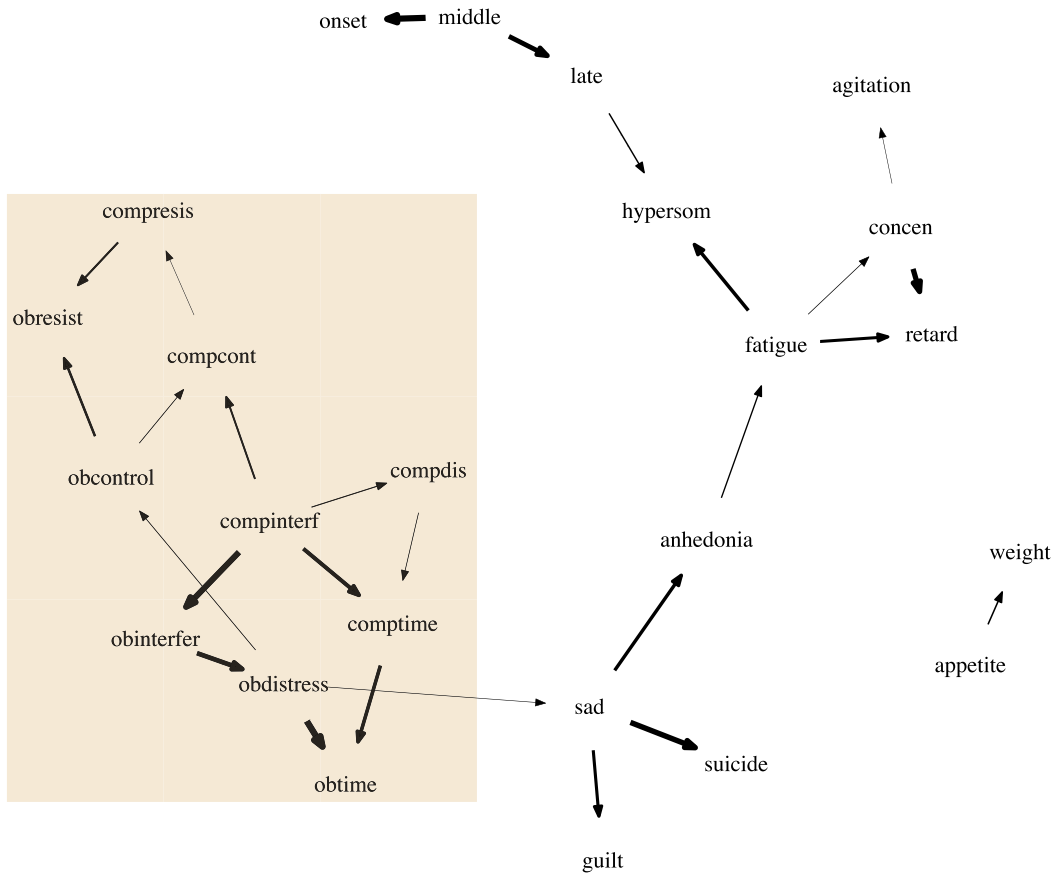 onset
middle
late
agitation
compresis
hypersom
concen
obresist
retard
fatigue
compcont
compdis
obcontrol
compinterf
anhedonia
weight
comptime
obinterfer
appetite
obdistress
sad
suicide
obtime
guilt